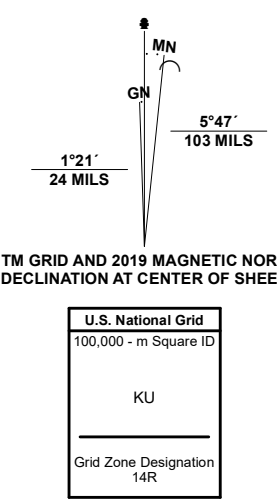 MN
GN
5°47´
103 MILS
1°21´
24 MILS
TM GRID AND 2019 MAGNETIC NOR
DECLINATION AT CENTER OF SHEE
U.S. National Grid
100,000 - m Square ID
KU
Grid Zone Designation
14R